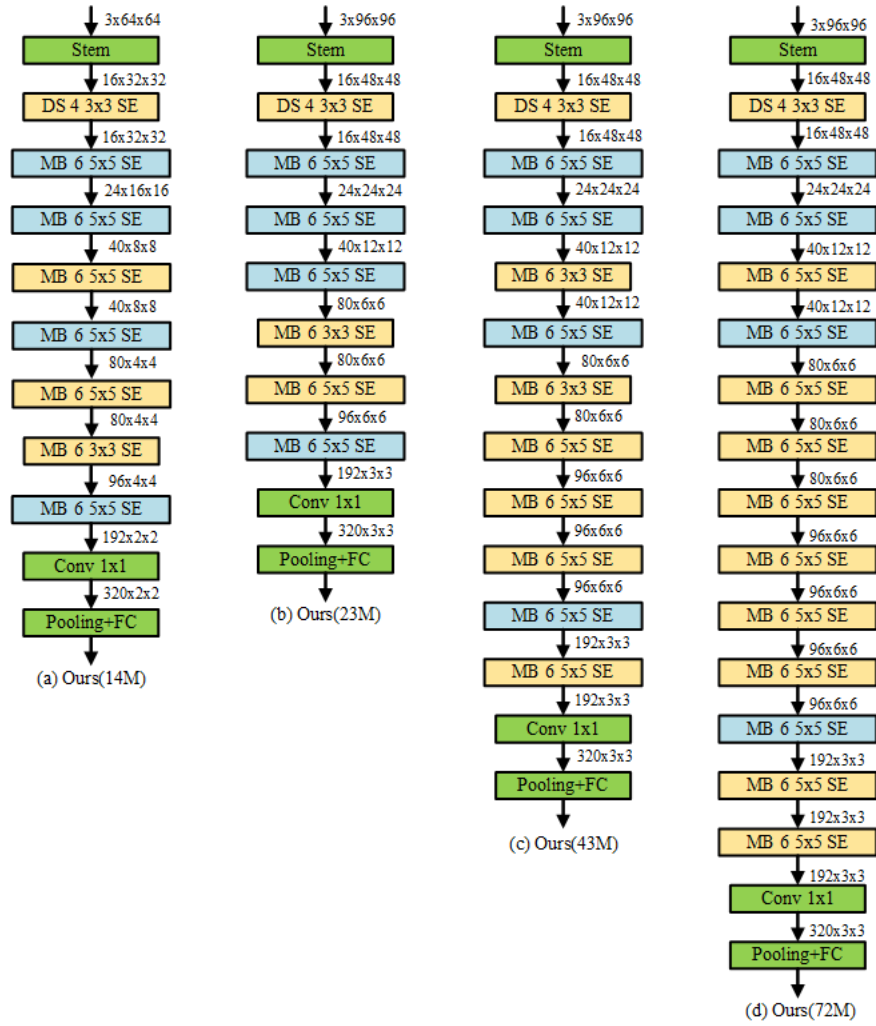 3x64x64
Stem
16x32x32
DS 4 3x3 SE
16x32x32
MB 6 5x5 SE
24x16x16
MB 6 5x5 SE
40x8x8
MB 6 5x5 SE
40x8x8
MB 6 5x5 SE
80x4x4
MB 6 5x5 SE
80x4x4
MB 6 3x3 SE
96x4x4
MB 6 5x5 SE
192x2x2
Conv 1x1
320x2x2
Pooling+FC
(a) Ours(14M)
3x96x96
Stem
16x48x48
DS 4 3x3 SE
16x48x48
MB 6 5x5 SE
24x24x24
MB 6 5x5 SE
40x12x12
MB 6 5x5 SE
80x6x6
MB 6 3x3 SE
80x6x6
MB 6 5x5 SE
96x6x6
MB 6 5x5 SE
192x3x3
Conv 1x1
320x3x3
Pooling+FC
(b) Ours(23M)
3x96x96
Stem
16x48x48
DS 4 3x3 SE
16x48x48
MB 6 5x5 SE
24x24x24
MB 6 5x5 SE
40x12x12
MB 6 3x3 SE
40x12x12
MB 6 5x5 SE
80x6x6
MB 6 3x3 SE
80x6x6
MB 6 5x5 SE
96x6x6
MB 6 5x5 SE
96x6x6
MB 6 5x5 SE
96x6x6
MB 6 5x5 SE
192x3x3
MB 6 5x5 SE
192x3x3
Conv 1x1
320x3x3
Pooling+FC
(c) Ours(43M)
3x96x96
Stem
16x48x48
DS 4 3x3 SE
16x48x48
MB 6 5x5 SE
24x24x24
MB 6 5x5 SE
40x12x12
MB 6 5x5 SE
40x12x12
MB 6 5x5 SE
80x6x6
MB 6 5x5 SE
80x6x6
MB 6 5x5 SE
80x6x6
MB 6 5x5 SE
96x6x6
MB 6 5x5 SE
96x6x6
MB 6 5x5 SE
96x6x6
MB 6 5x5 SE
96x6x6
MB 6 5x5 SE
192x3x3
MB 6 5x5 SE
192x3x3
MB 6 5x5 SE
192x3x3
Conv 1x1
320x3x3
Pooling+FC
(d) Ours(72M)